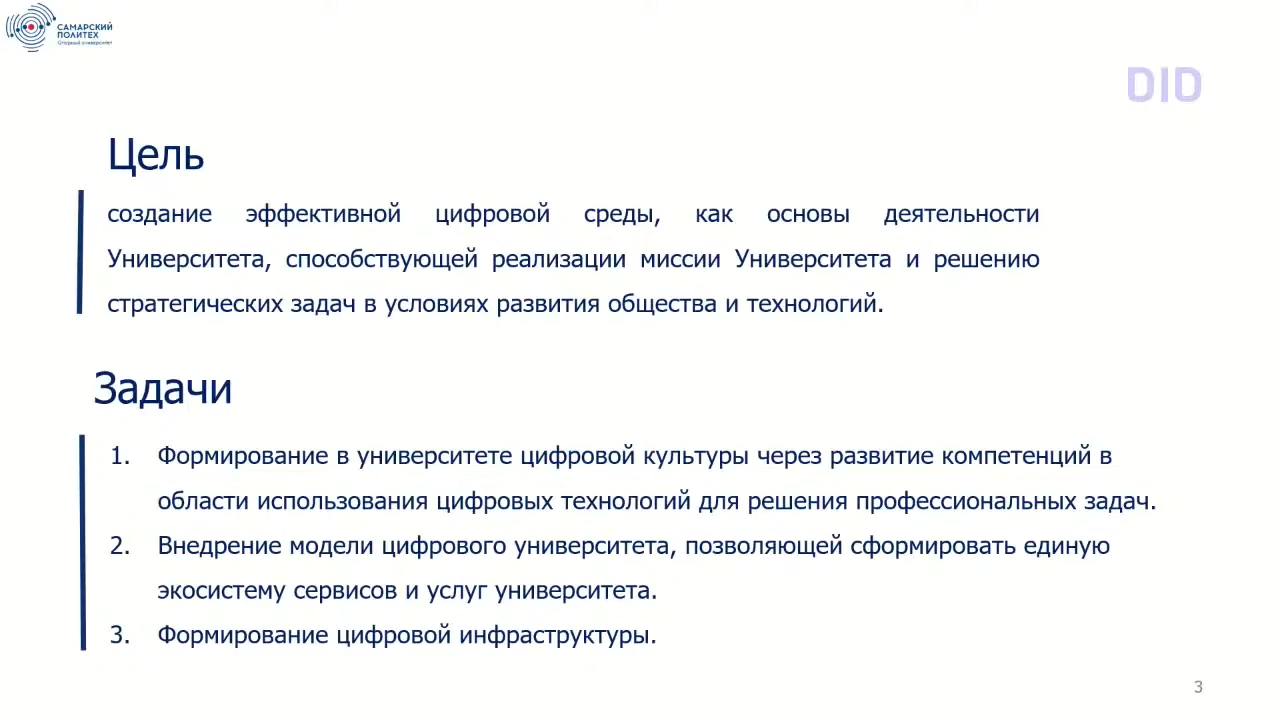 САМАРСКИЙ
ПОЛИТЕХ
Опорный университет
DID
Цель
создание эффективной цифровой среды, как основы деятельности
Университета, способствующей реализации миссии Университета и решению
стратегических задач в условиях развития общества и технологий.
Задачи
1. Формирование в университете цифровой культуры через развитие компетенций в
области использования цифровых технологий для решения профессиональных задач.
2. Внедрение модели цифрового университета, позволяющей сформировать единую
экосистему сервисов и услуг университета.
3. Формирование цифровой инфраструктуры.
3